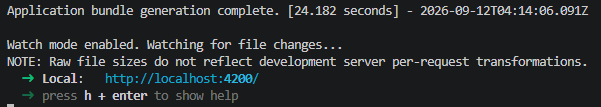 Application bundle generation complete. [24.182 seconds] - 2026-09-12T04:14:06.091Z
Watch mode enabled. Watching for file changes...
NOTE: Raw file sizes do not reflect development server per-request transformations.
➜ Local: http://localhost:4200/
➜ press h + enter to show help